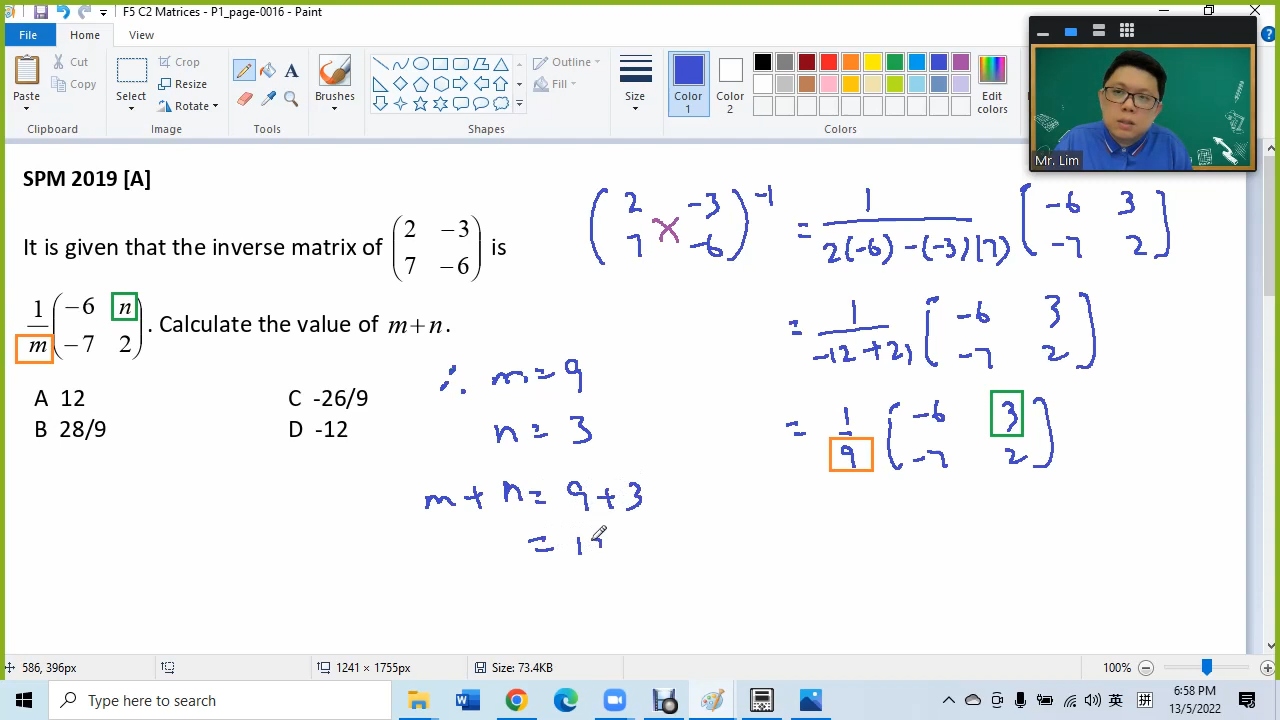 F5 C2 Matrices - P1_page-0016 - Paint
File Home View
Paste Cut Copy
Select Crop Resize Rotate
A
Brushes
Outline Fill
Size
Color 1 Color 2
Edit colors
Clipboard Image Tools Shapes Colors
Mr. Lim
SPM 2019 [A]
It is given that the inverse matrix of (2 −3
7 −6) is
1/m (−6 n
−7 2). Calculate the value of m+n.
A 12 C -26/9
B 28/9 D -12
∴ m = 9
n = 3
m + n = 9 + 3
= 1
(2 -3
7 -6)^-1 = 1/(2(-6) - (-3)(7)) [-6 3
-7 2]
= 1/(-12 + 21) [-6 3
-7 2]
= 1/9 [-6 3
-7 2]
586, 396px 1241 × 1755px Size: 73.4KB 100%
Type here to search
英 拼 6:58 PM
13/5/2022